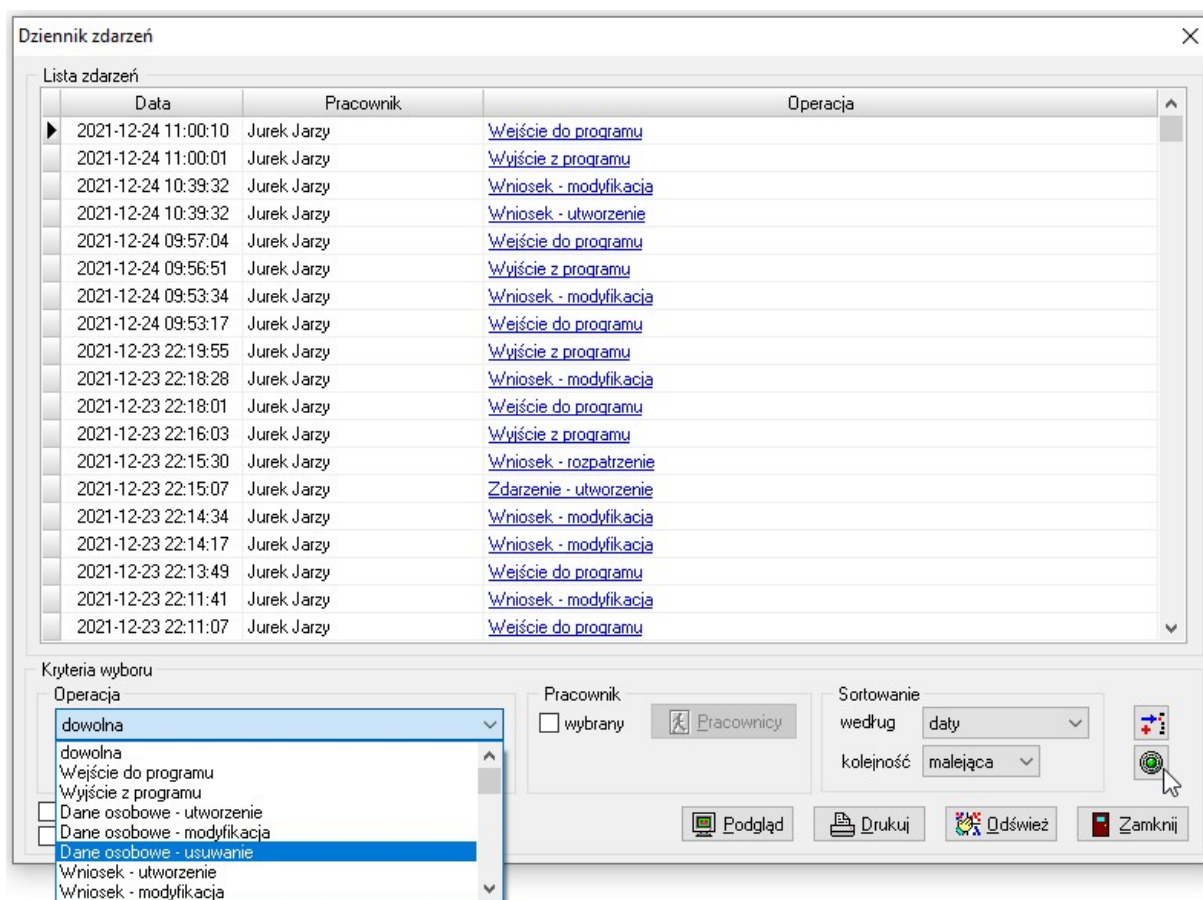 Dziennik zdarzeń
Lista zdarzeń
Data Pracownik Operacja
2021-12-24 11:00:10 Jurek Jarzy Wejście do programu
2021-12-24 11:00:01 Jurek Jarzy Wyjście z programu
2021-12-24 10:39:32 Jurek Jarzy Wniosek - modyfikacja
2021-12-24 10:39:32 Jurek Jarzy Wniosek - utworzenie
2021-12-24 09:57:04 Jurek Jarzy Wejście do programu
2021-12-24 09:56:51 Jurek Jarzy Wyjście z programu
2021-12-24 09:53:34 Jurek Jarzy Wniosek - modyfikacja
2021-12-24 09:53:17 Jurek Jarzy Wejście do programu
2021-12-23 22:19:55 Jurek Jarzy Wyjście z programu
2021-12-23 22:18:28 Jurek Jarzy Wniosek - modyfikacja
2021-12-23 22:18:01 Jurek Jarzy Wejście do programu
2021-12-23 22:16:03 Jurek Jarzy Wyjście z programu
2021-12-23 22:15:30 Jurek Jarzy Wniosek - rozpatrzenie
2021-12-23 22:15:07 Jurek Jarzy Zdarzenie - utworzenie
2021-12-23 22:14:34 Jurek Jarzy Wniosek - modyfikacja
2021-12-23 22:14:17 Jurek Jarzy Wniosek - modyfikacja
2021-12-23 22:13:49 Jurek Jarzy Wejście do programu
2021-12-23 22:11:41 Jurek Jarzy Wniosek - modyfikacja
2021-12-23 22:11:07 Jurek Jarzy Wejście do programu
Kryteria wyboru
Operacja Pracownik Sortowanie
dowolna wybrany Pracownicy według daty
dowolna
kolejność malejąca
Wejście do programu
Wyjście z programu
Dane osobowe - utworzenie
Dane osobowe - modyfikacja
Podgląd Drukuj Odśwież Zamknij
Dane osobowe - usuwanie
Wniosek - utworzenie
Wniosek - modyfikacja